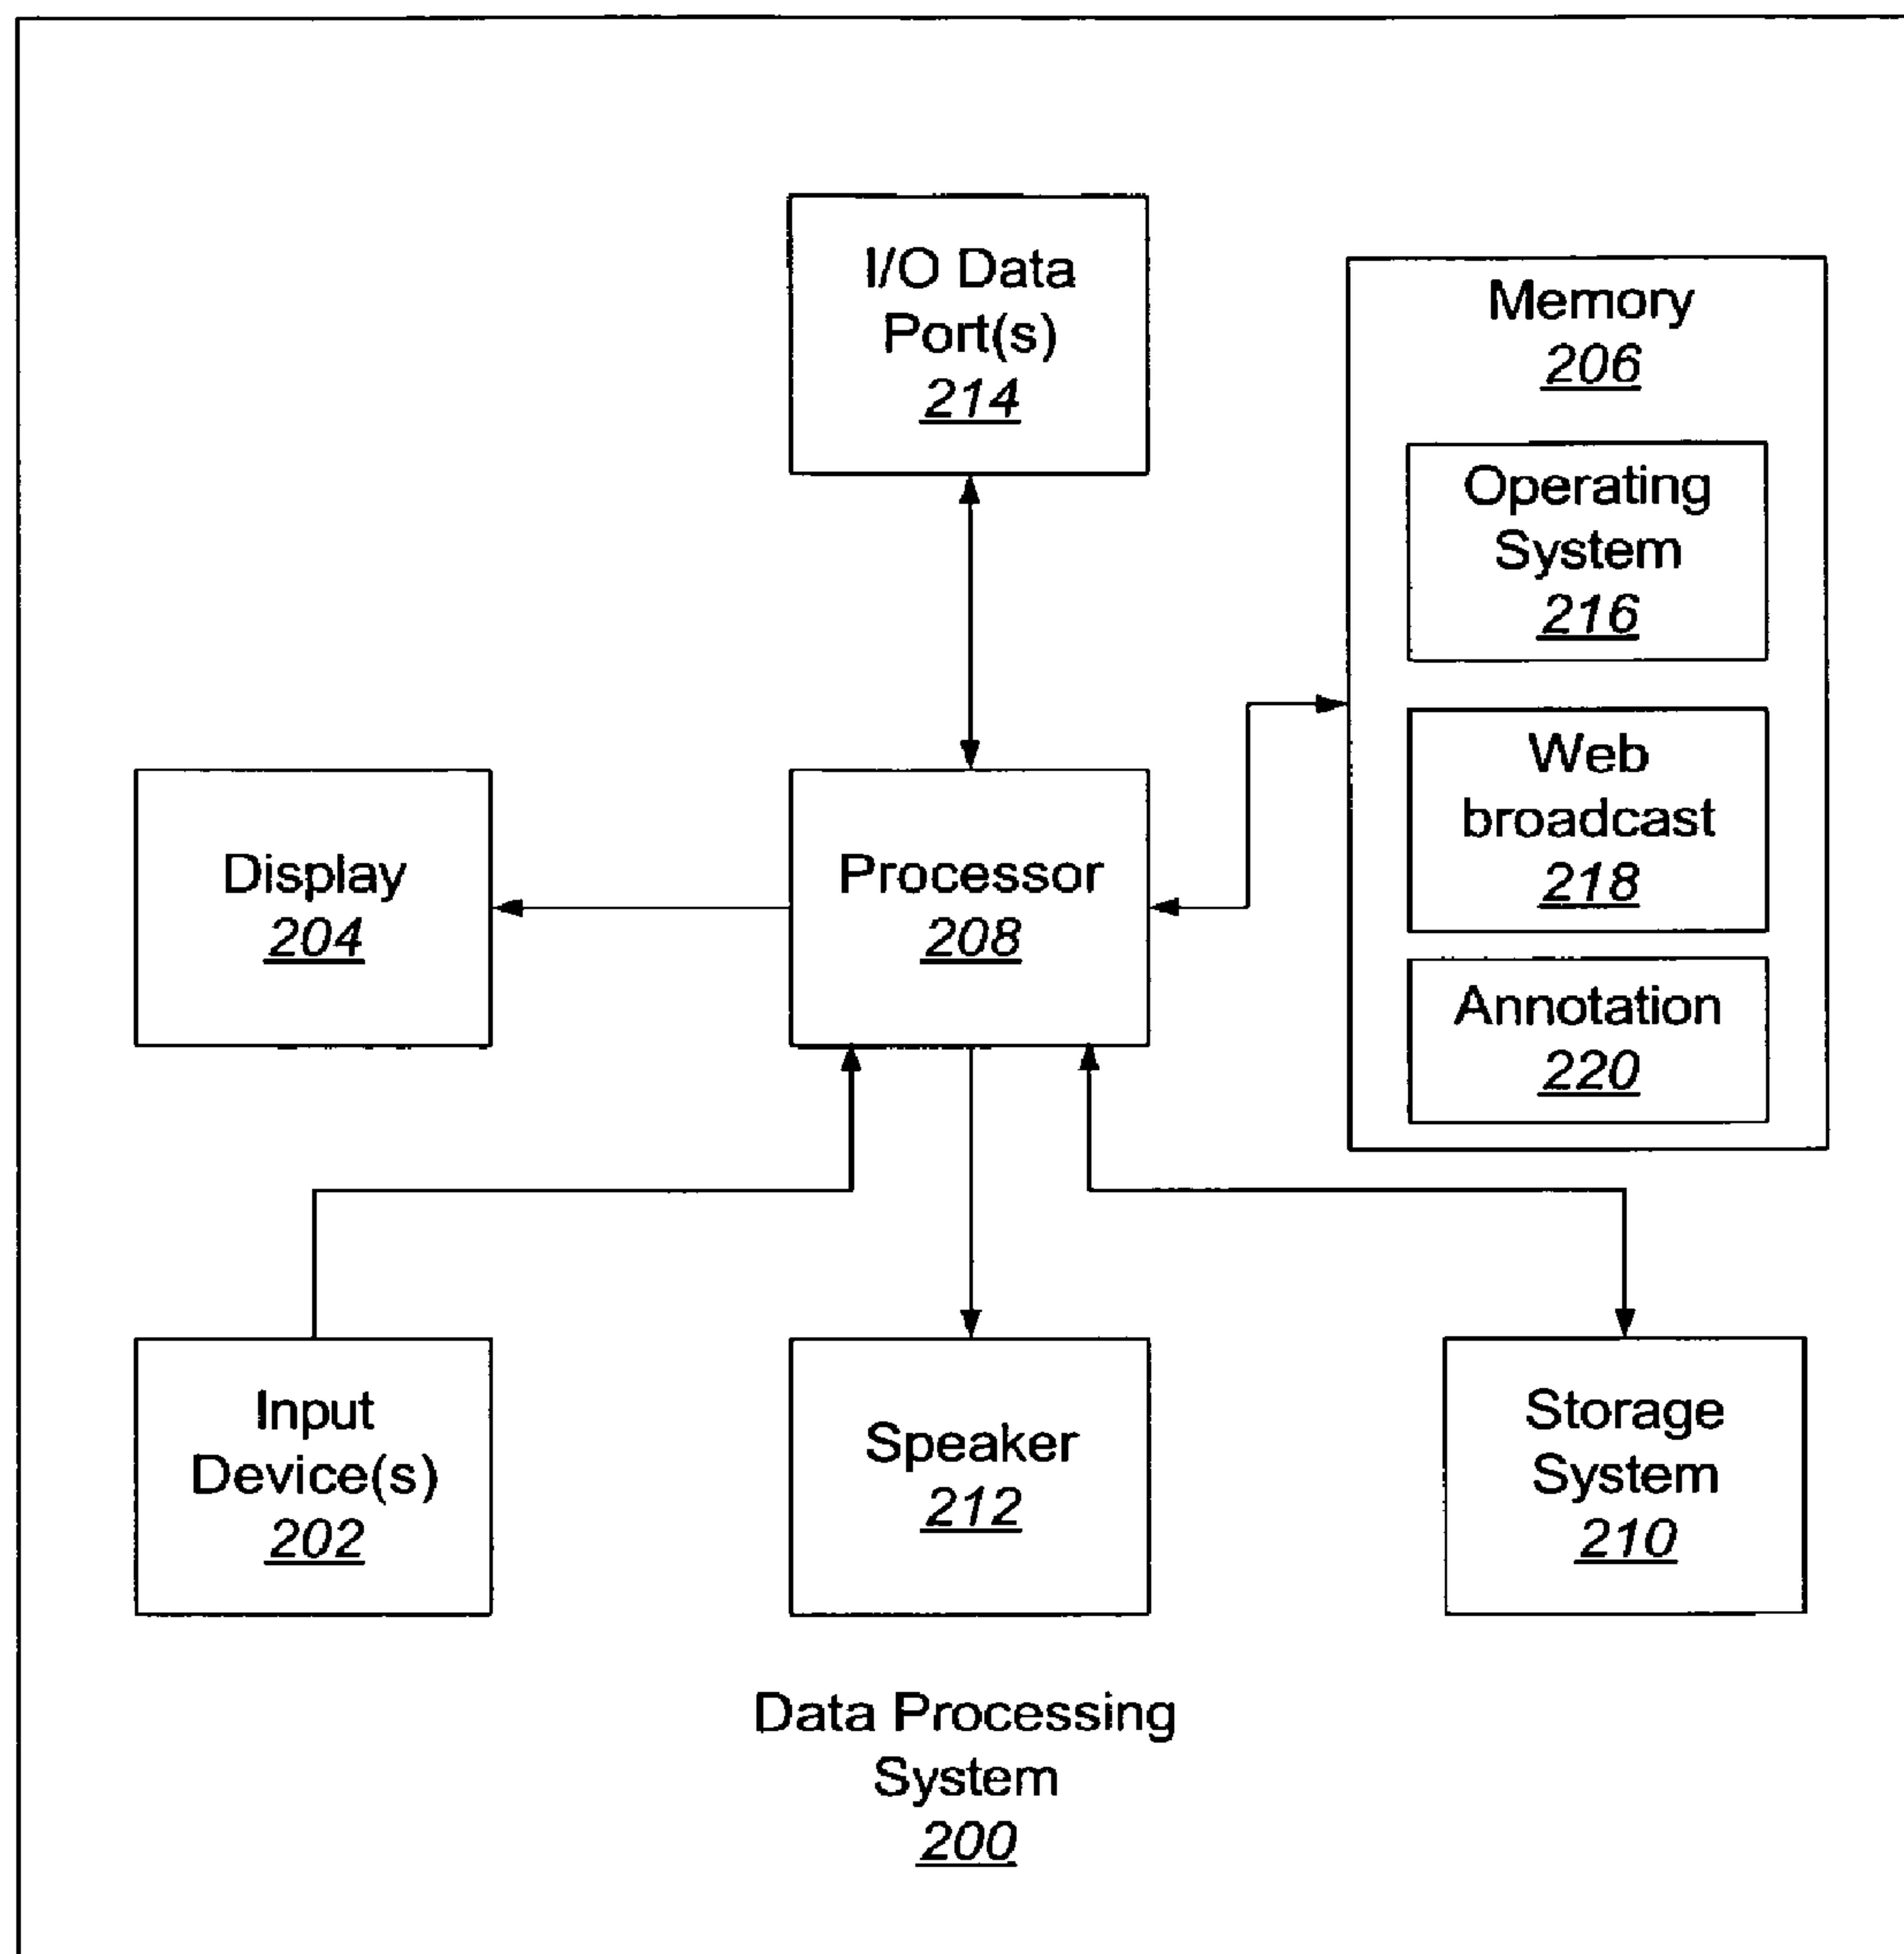 I/O Data
Port(s)
214
Memory
206
Operating
System
216
Web
broadcast
218
Annotation
220
Display
204
Processor
208
Input
Device(s)
202
Speaker
212
Storage
System
210
Data Processing
System
200